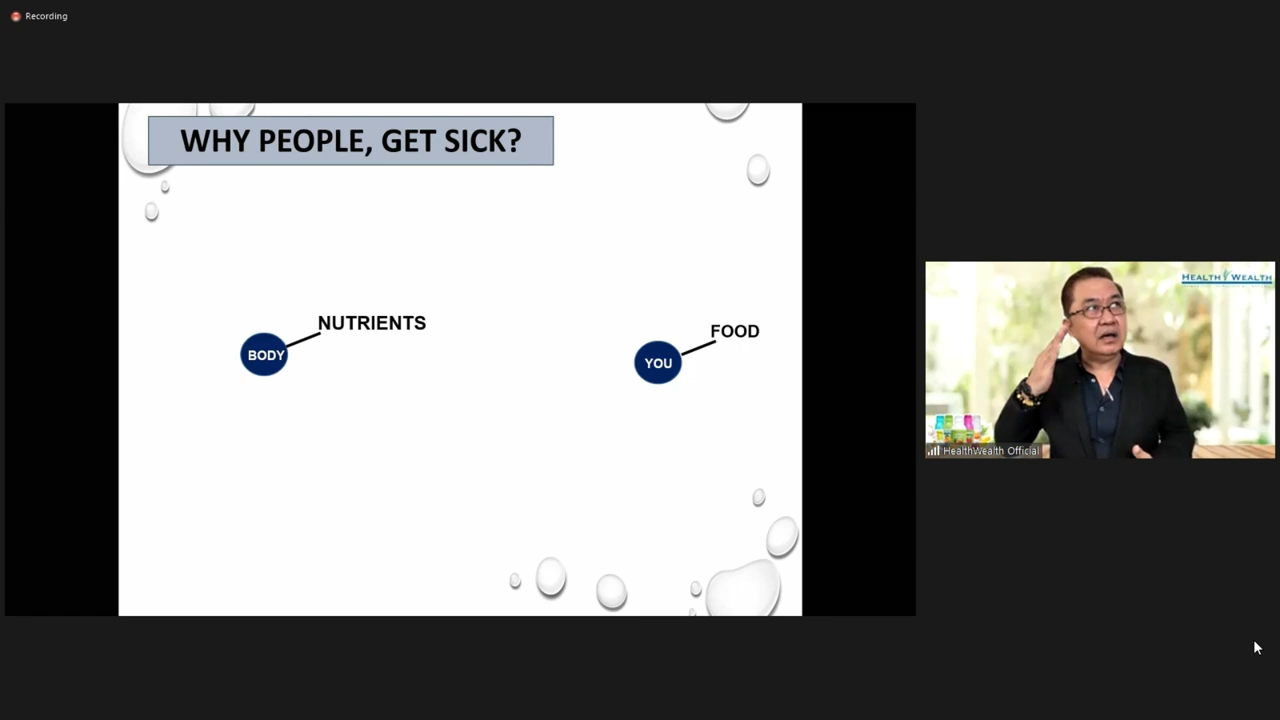 Recording
WHY PEOPLE, GET SICK?
NUTRIENTS
BODY
FOOD
YOU
HEALTH WEALTH
HealthWealth Official